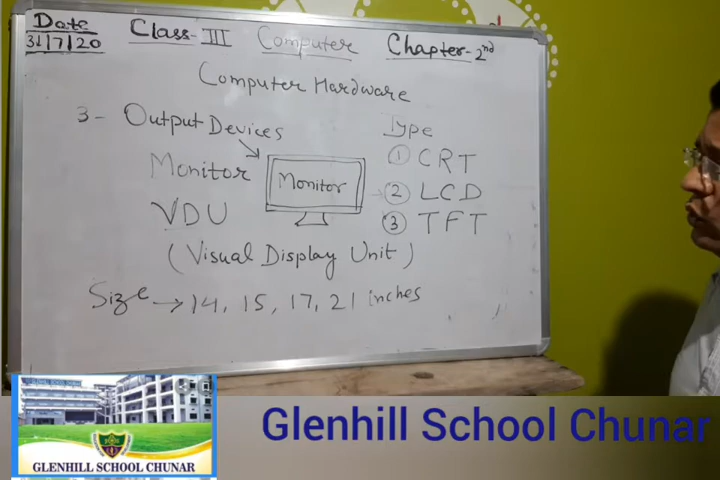 Date
31/7/20
Class-III Computer Chapter-2nd
Computer Hardware
3- Output Devices
Type
Monitor
Monitor
① CRT
VDU
② LCD
③ TFT
(Visual Display Unit)
Size → 14, 15, 17, 21 inches
GLENHILL SCHOOL CHUNAR
Glenhill School Chunar